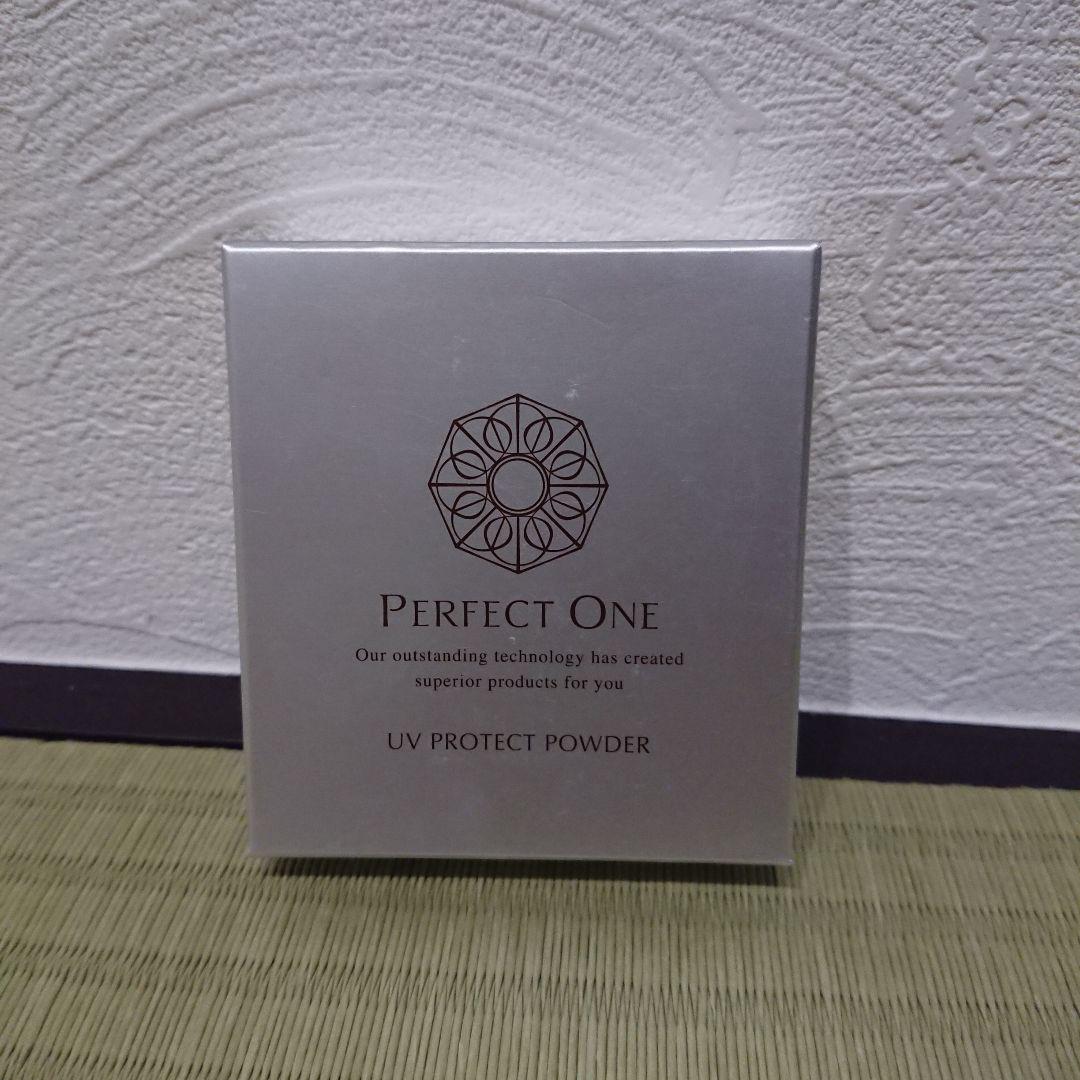 PERFECT ONE
Our outstanding technology has created
superior products for you
UV PROTECT POWDER